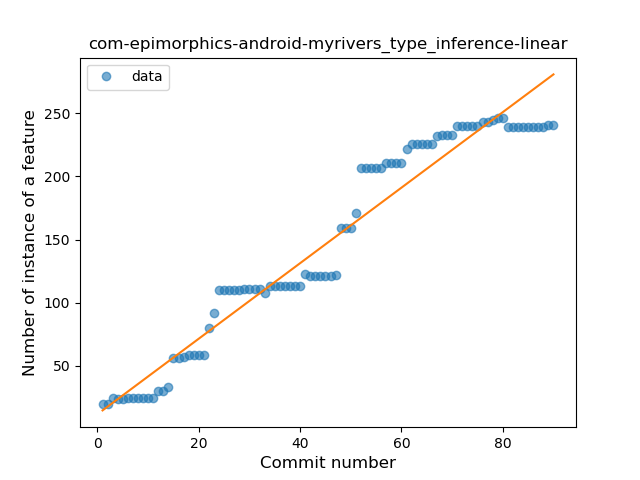 com-epimorphics-android-myrivers_type_inference-linear
data
Number of instance of a feature
250
200
150
100
50
0 20 40 60 80
Commit number